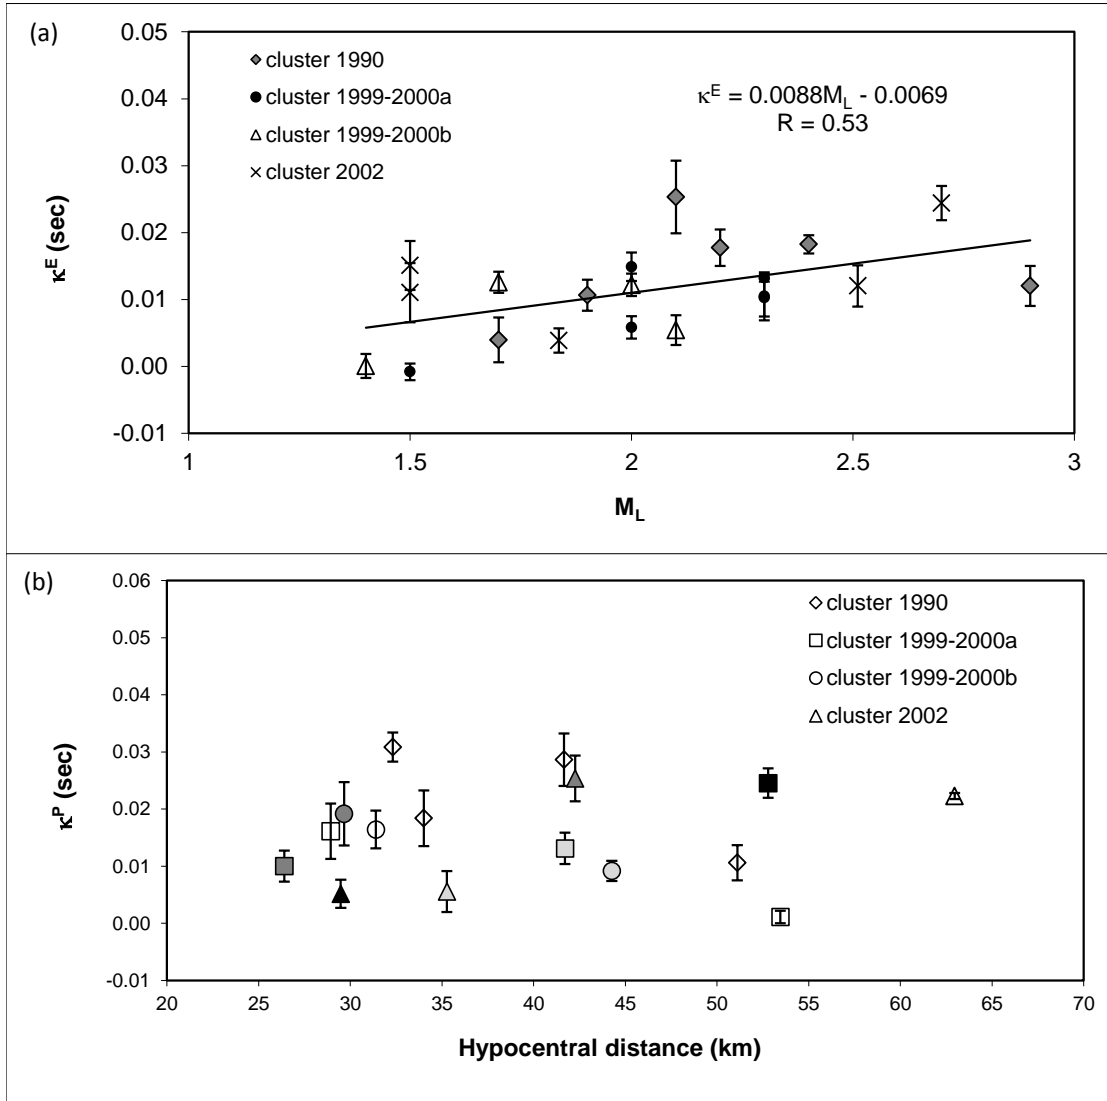 (a)
0.05
0.04
0.03
0.02
0.01
0.00
-0.01
κᴱ (sec)
cluster 1990
cluster 1999-2000a
cluster 1999-2000b
cluster 2002
κᴱ = 0.0088M_L - 0.0069
R = 0.53
1 1.5 2 2.5 3
M_L
(b)
0.06
0.05
0.04
0.03
0.02
0.01
0.00
-0.01
κᴾ (sec)
cluster 1990
cluster 1999-2000a
cluster 1999-2000b
cluster 2002
20 25 30 35 40 45 50 55 60 65 70
Hypocentral distance (km)